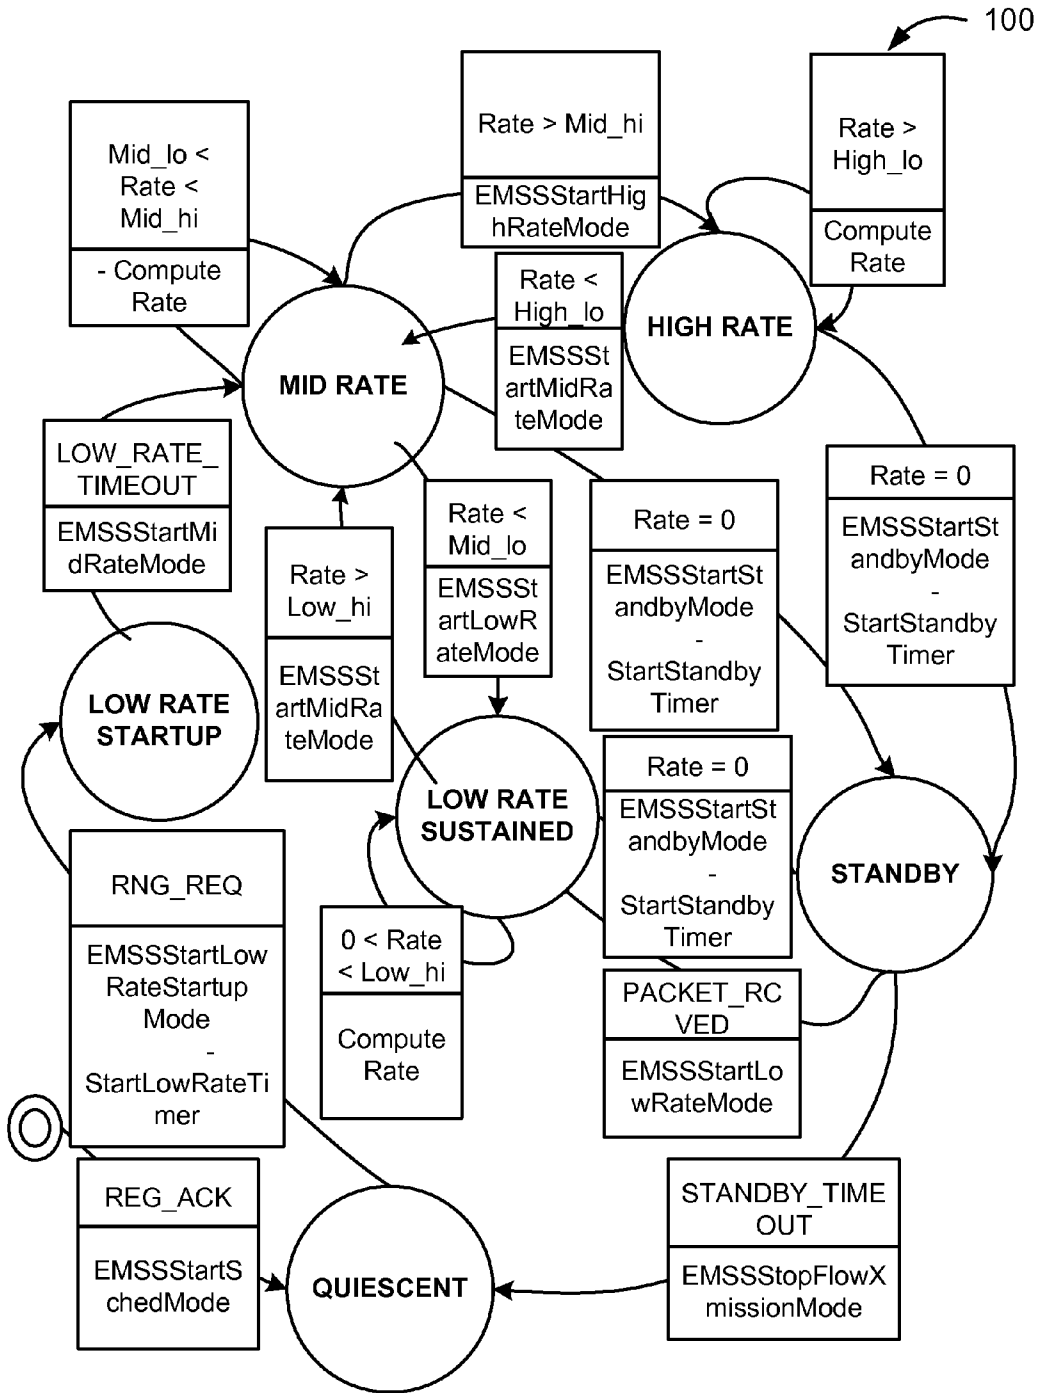 100
Rate > Mid_hi
EMSSStartHig
hRateMode
Rate >
High_lo
Compute
Rate
Mid_lo <
Rate <
Mid_hi
- Compute
Rate
Rate <
High_lo
EMSSSt
artMidRa
teMode
HIGH RATE
MID RATE
LOW_RATE_
TIMEOUT
EMSSStartMi
dRateMode
Rate = 0
EMSSStartSt
andbyMode
-
StartStandby
Timer
Rate <
Mid_lo
EMSSSt
artLowR
ateMode
Rate = 0
EMSSStartSt
andbyMode
-
StartStandby
Timer
Rate >
Low_hi
EMSSSt
artMidRa
teMode
LOW RATE
STARTUP
LOW RATE
SUSTAINED
Rate = 0
EMSSStartSt
andbyMode
-
StartStandby
Timer
STANDBY
RNG_REQ
EMSSStartLow
RateStartup
Mode
-
StartLowRateTi
mer
0 < Rate
< Low_hi
Compute
Rate
PACKET_RC
VED
EMSSStartLo
wRateMode
REG_ACK
EMSSStartS
chedMode
QUIESCENT
STANDBY_TIME
OUT
EMSSStopFlowX
missionMode